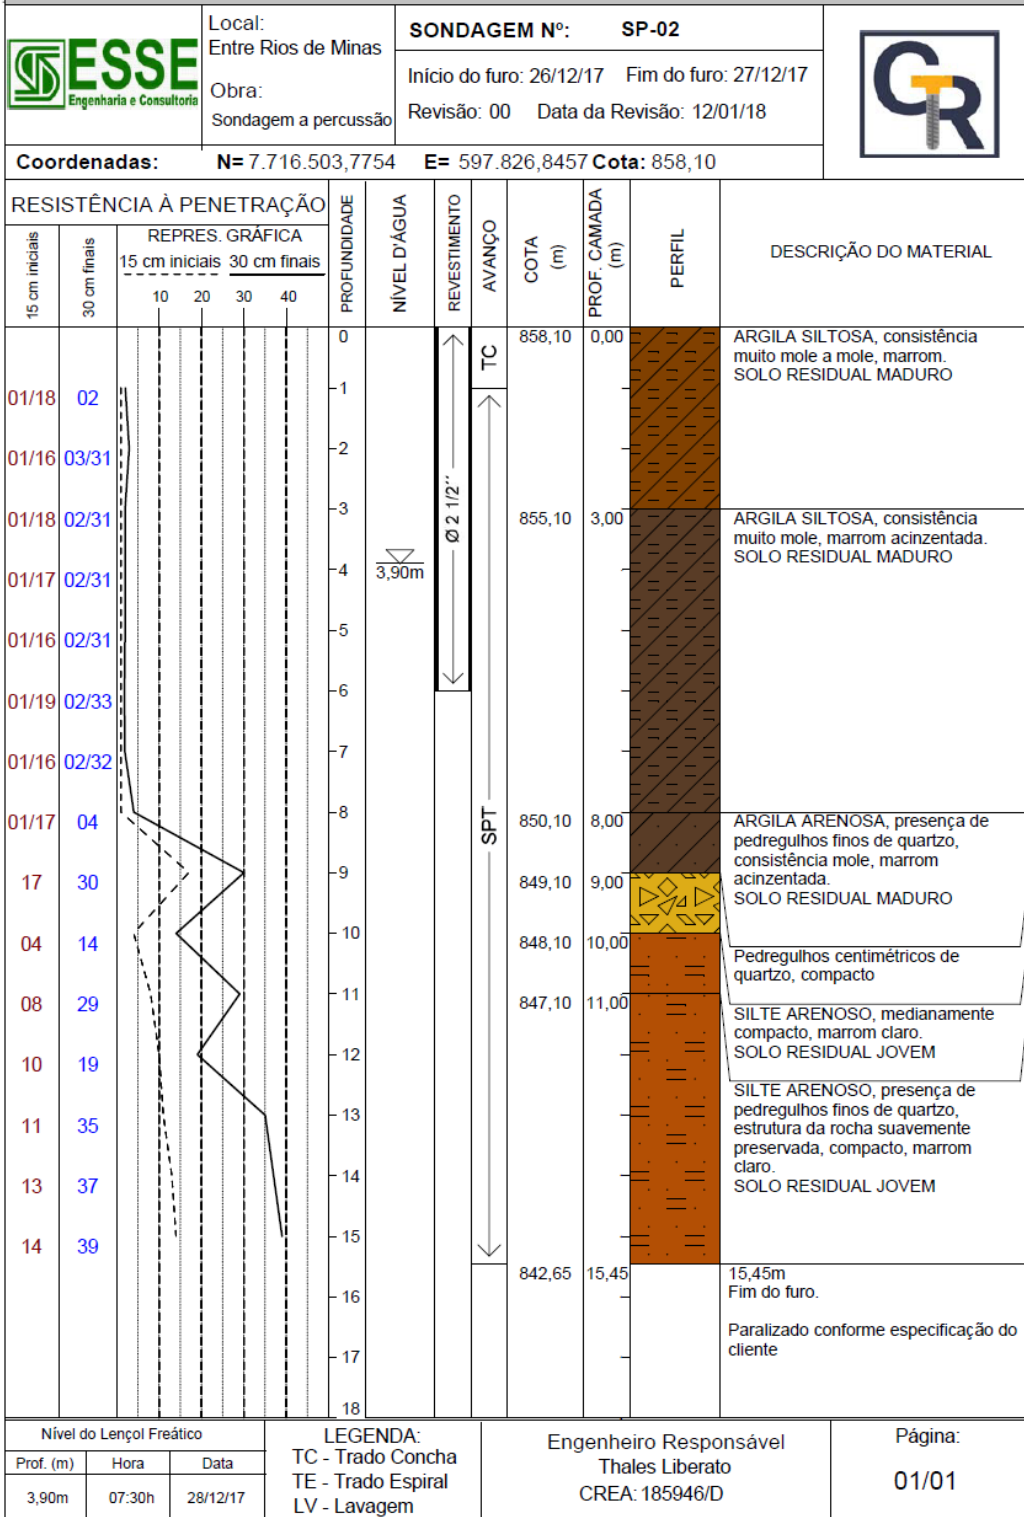 ESSE
Engenharia e Consultoria
Local:
Entre Rios de Minas
Obra:
Sondagem a percussão
SONDAGEM Nº: SP-02
Início do furo: 26/12/17 Fim do furo: 27/12/17
Revisão: 00 Data da Revisão: 12/01/18
CTR
Coordenadas: N= 7.716.503,7754 E= 597.826,8457 Cota: 858,10
RESISTÊNCIA À PENETRAÇÃO
15 cm iniciais
30 cm finais
REPRES. GRÁFICA
15 cm iniciais 30 cm finais
10 20 30 40
PROFUNDIDADE
NÍVEL D'ÁGUA
REVESTIMENTO
AVANÇO
COTA
(m)
PROF. CAMADA
(m)
PERFIL
DESCRIÇÃO DO MATERIAL
0
1
2
3
4
5
6
7
8
9
10
11
12
13
14
15
16
17
18
01/18 02
01/16 03/31
01/18 02/31
01/17 02/31
01/16 02/31
01/19 02/33
01/16 02/32
01/17 04
17 30
04 14
08 29
10 19
11 35
13 37
14 39
3,90m
Ø 2 1/2´´
TC
SPT
858,10 0,00
855,10 3,00
850,10 8,00
849,10 9,00
848,10 10,00
847,10 11,00
842,65 15,45
ARGILA SILTOSA, consistência
muito mole a mole, marrom.
SOLO RESIDUAL MADURO
ARGILA SILTOSA, consistência
muito mole, marrom acinzentada.
SOLO RESIDUAL MADURO
ARGILA ARENOSA, presença de
pedregulhos finos de quartzo,
consistência mole, marrom
acinzentada.
SOLO RESIDUAL MADURO
Pedregulhos centimétricos de
quartzo, compacto
SILTE ARENOSO, medianamente
compacto, marrom claro.
SOLO RESIDUAL JOVEM
SILTE ARENOSO, presença de
pedregulhos finos de quartzo,
estrutura da rocha suavemente
preservada, compacto, marrom
claro.
SOLO RESIDUAL JOVEM
15,45m
Fim do furo.
Paralizado conforme especificação do
cliente
Nível do Lençol Freático
Prof. (m) Hora Data
3,90m 07:30h 28/12/17
LEGENDA:
TC - Trado Concha
TE - Trado Espiral
LV - Lavagem
Engenheiro Responsável
Thales Liberato
CREA: 185946/D
Página:
01/01